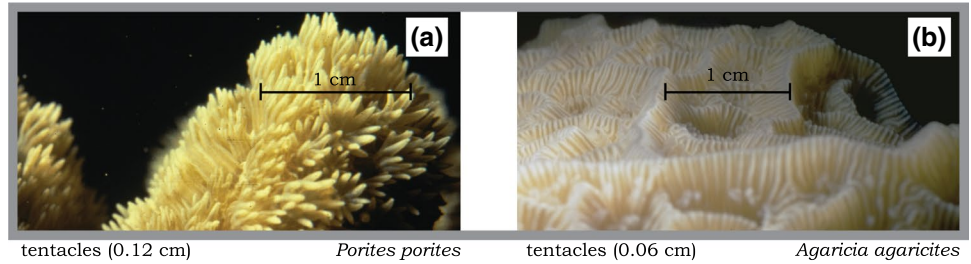 (a)
1 cm
(b)
1 cm
tentacles (0.12 cm)
Porites porites
tentacles (0.06 cm)
Agaricia agaricites